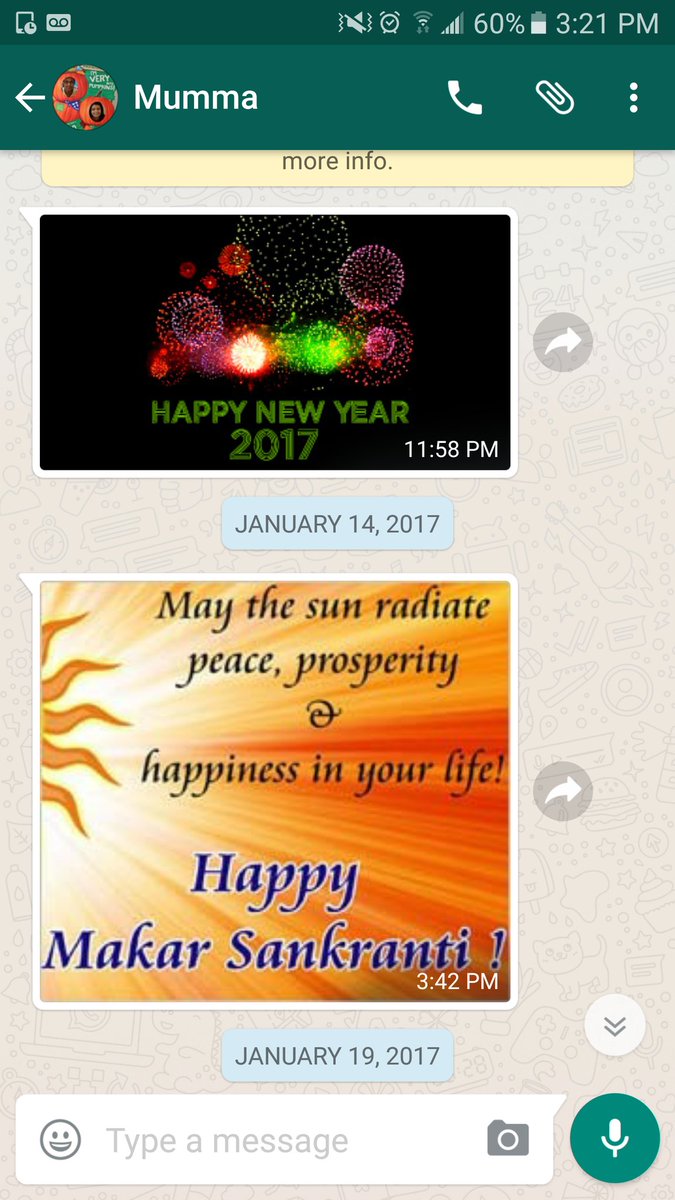 60% 3:21 PM
Mumma
more info.
HAPPY NEW YEAR
2017
11:58 PM
JANUARY 14, 2017
May the sun radiate
peace, prosperity
&
happiness in your life!
Happy
Makar Sankranti !
3:42 PM
JANUARY 19, 2017
Type a message